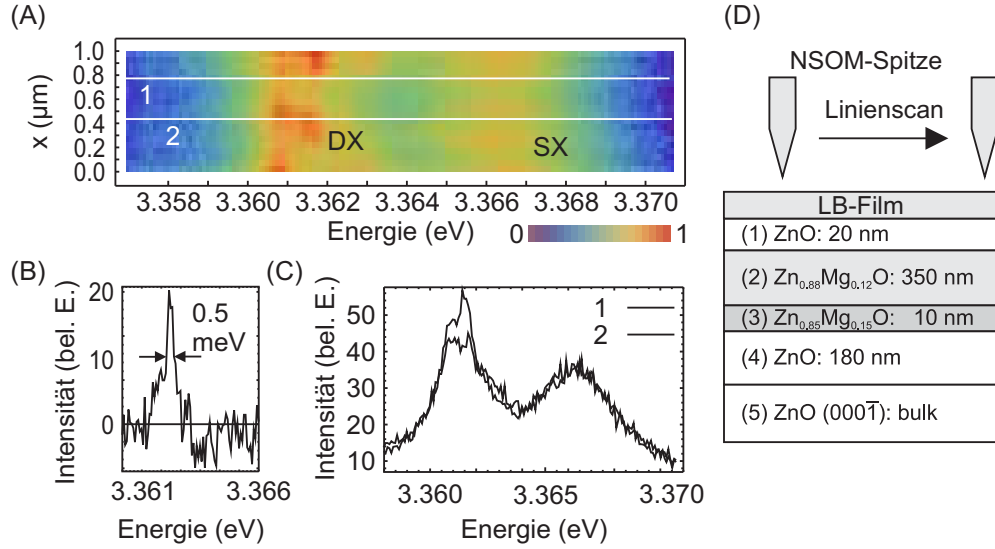 (A)
x (µm)
1.0
0.8
0.6
0.4
0.2
0.0
1
2
DX
SX
3.358
3.360
3.362
3.364
3.366
3.368
3.370
Energie (eV)
0
1
(B)
Intensität (bel. E.)
20
10
0
0.5
meV
3.361
3.366
Energie (eV)
(C)
Intensität (bel. E.)
50
40
30
20
10
1
2
3.360
3.365
3.370
Energie (eV)
(D)
NSOM-Spitze
Linienscan
LB-Film
(1) ZnO: 20 nm
(2) Zn₀.₈₈Mg₀.₁₂O: 350 nm
(3) Zn₀.₈₅Mg₀.₁₅O: 10 nm
(4) ZnO: 180 nm
(5) ZnO (0001̅): bulk